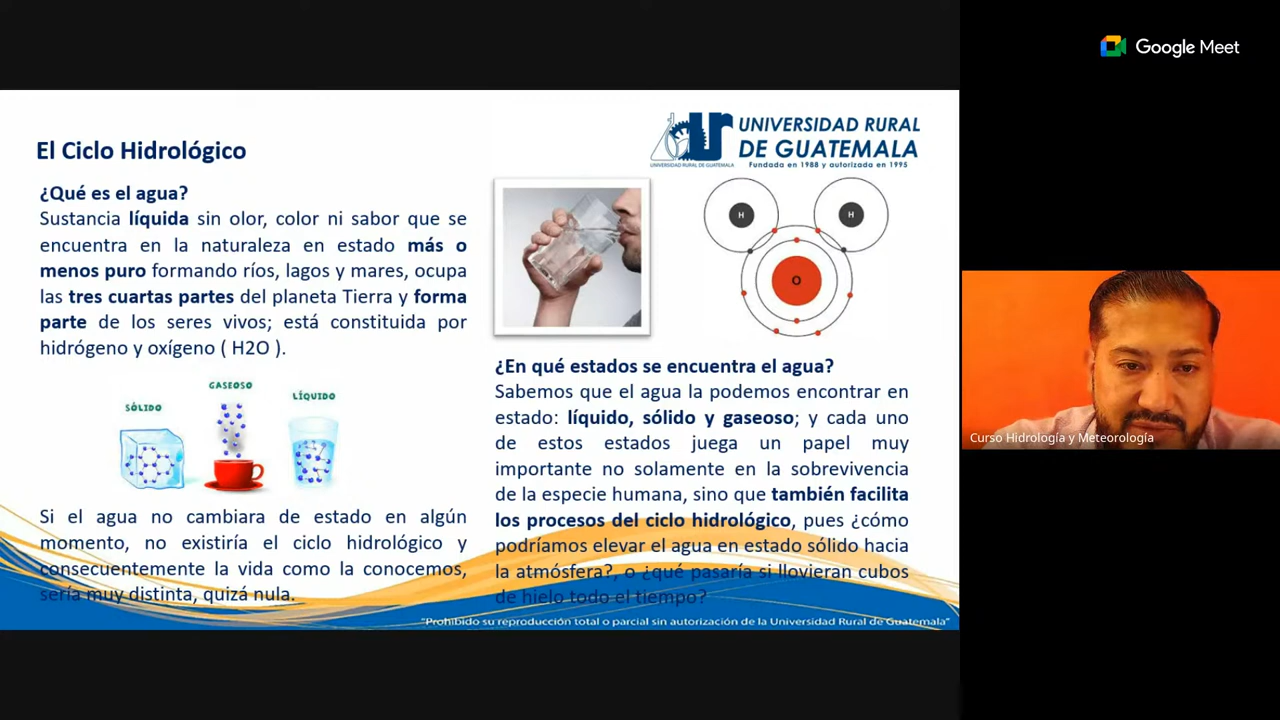 Google Meet
UNIVERSIDAD RURAL
DE GUATEMALA
Fundada en 1988 y autorizada en 1995
UNIVERSIDAD RURAL DE GUATEMALA
El Ciclo Hidrológico
¿Qué es el agua?
Sustancia líquida sin olor, color ni sabor que se
encuentra en la naturaleza en estado más o
menos puro formando ríos, lagos y mares, ocupa
las tres cuartas partes del planeta Tierra y forma
parte de los seres vivos; está constituida por
hidrógeno y oxígeno ( H2O ).
SÓLIDO
GASEOSO
LÍQUIDO
Si el agua no cambiara de estado en algún
momento, no existiría el ciclo hidrológico y
consecuentemente la vida como la conocemos,
sería muy distinta, quizá nula.
H
H
O
¿En qué estados se encuentra el agua?
Sabemos que el agua la podemos encontrar en
estado: líquido, sólido y gaseoso; y cada uno
de estos estados juega un papel muy
importante no solamente en la sobrevivencia
de la especie humana, sino que también facilita
los procesos del ciclo hidrológico, pues ¿cómo
podríamos elevar el agua en estado sólido hacia
la atmósfera?, o ¿qué pasaría si llovieran cubos
de hielo todo el tiempo?
"Prohibido su reproducción total o parcial sin autorización de la Universidad Rural de Guatemala"
Curso Hidrología y Meteorología